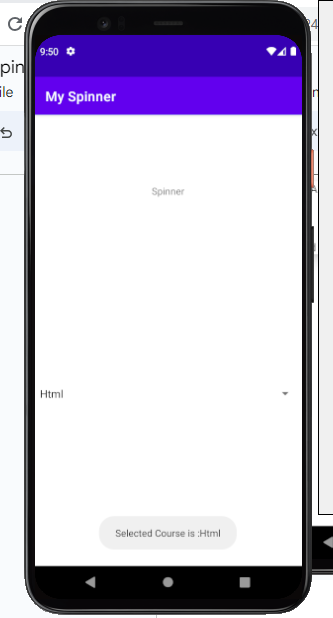 9:50
My Spinner
Spinner
Html
Selected Course is :Html